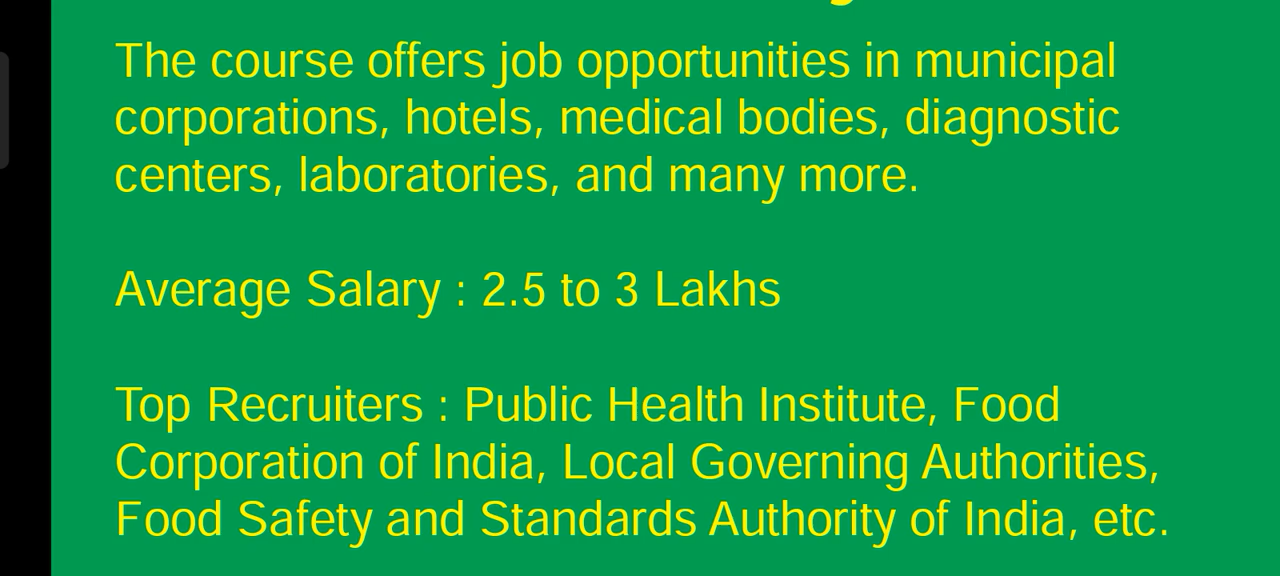 The course offers job opportunities in municipal
corporations, hotels, medical bodies, diagnostic
centers, laboratories, and many more.
Average Salary : 2.5 to 3 Lakhs
Top Recruiters : Public Health Institute, Food
Corporation of India, Local Governing Authorities,
Food Safety and Standards Authority of India, etc.